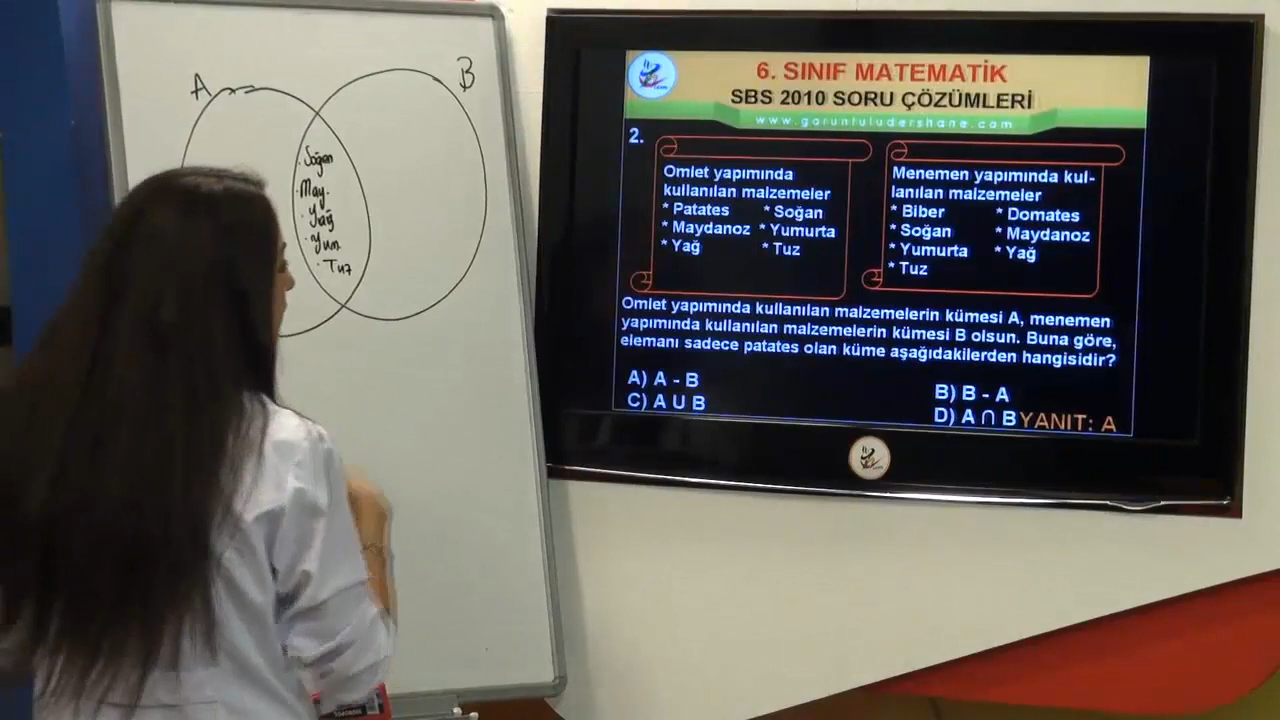 A
B
· Soğan
· May.
· Yağ
· Yum
· Tuz
6. SINIF MATEMATİK
SBS 2010 SORU ÇÖZÜMLERİ
www.goruntuludershane.com
2.
Omlet yapımında
kullanılan malzemeler
* Patates * Soğan
* Maydanoz * Yumurta
* Yağ * Tuz
Menemen yapımında kul-
lanılan malzemeler
* Biber * Domates
* Soğan * Maydanoz
* Yumurta * Yağ
* Tuz
Omlet yapımında kullanılan malzemelerin kümesi A, menemen
yapımında kullanılan malzemelerin kümesi B olsun. Buna göre,
elemanı sadece patates olan küme aşağıdakilerden hangisidir?
A) A - B B) B - A
C) A U B D) A ∩ B YANIT: A